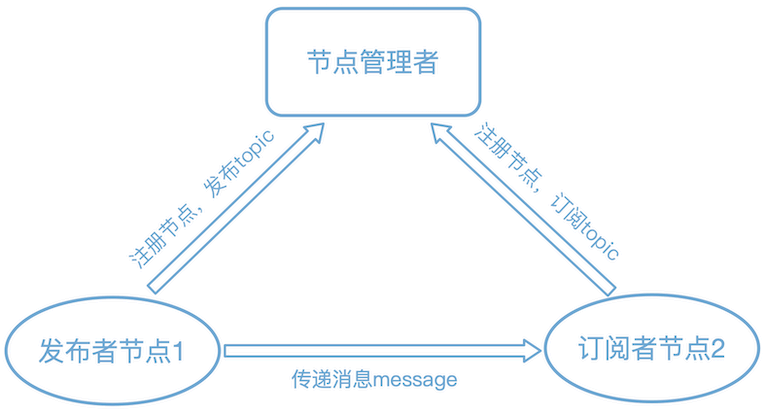 节点管理者
注册节点，发布topic
注册节点，订阅topic
发布者节点1
订阅者节点2
传递消息message